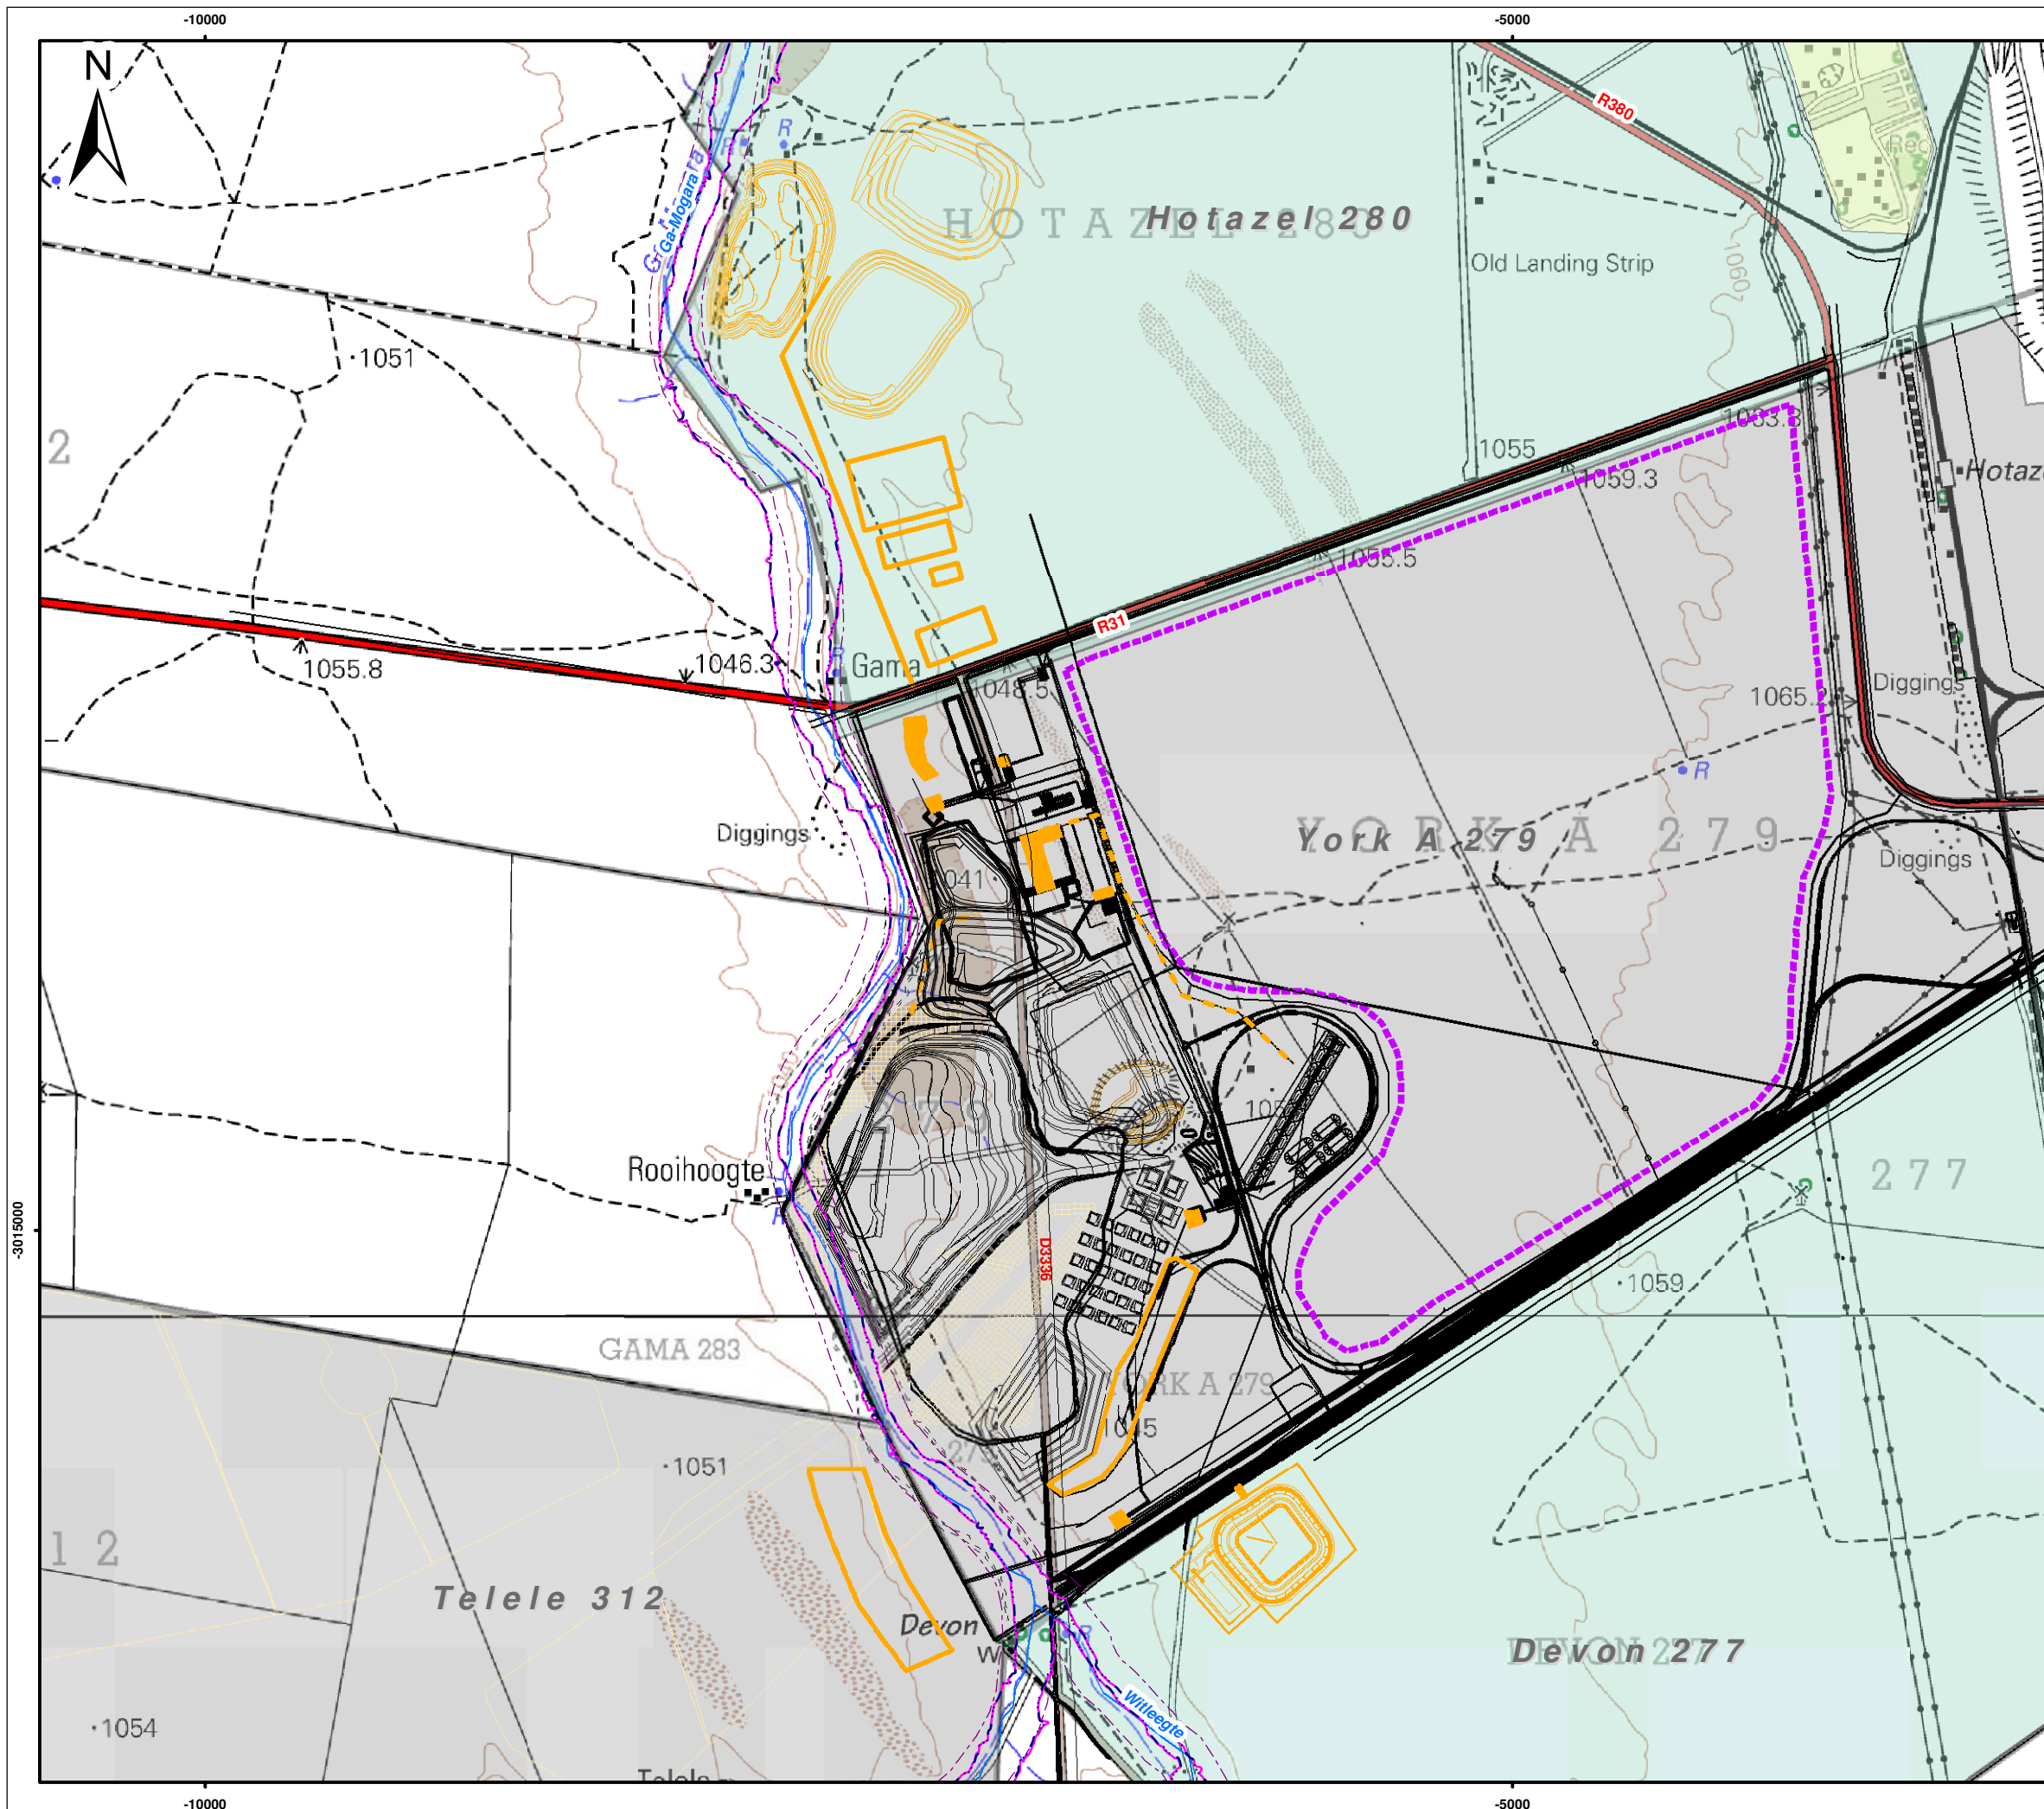 -10000
-5000
N
R380
R
Rec
Ga-Mogara
HOTAZEL 280
Hotazel 280
Old Landing Strip
1060
1051
2
1063.3
1055
1059.3
1055.5
R31
1055.8
1046.3
R
Gama
1048.5
Diggings
1065.2
R
Diggings
041
YORK A 279
York A 279
Diggings
279
Rooihoogte
R
277
-3015000
D3336
1059
GAMA 283
YORK A 279
1045
279
1051
12
Telele 312
Devon
W
R
DEVON 277
Devon 277
Witleegte
1054
-10000
-5000